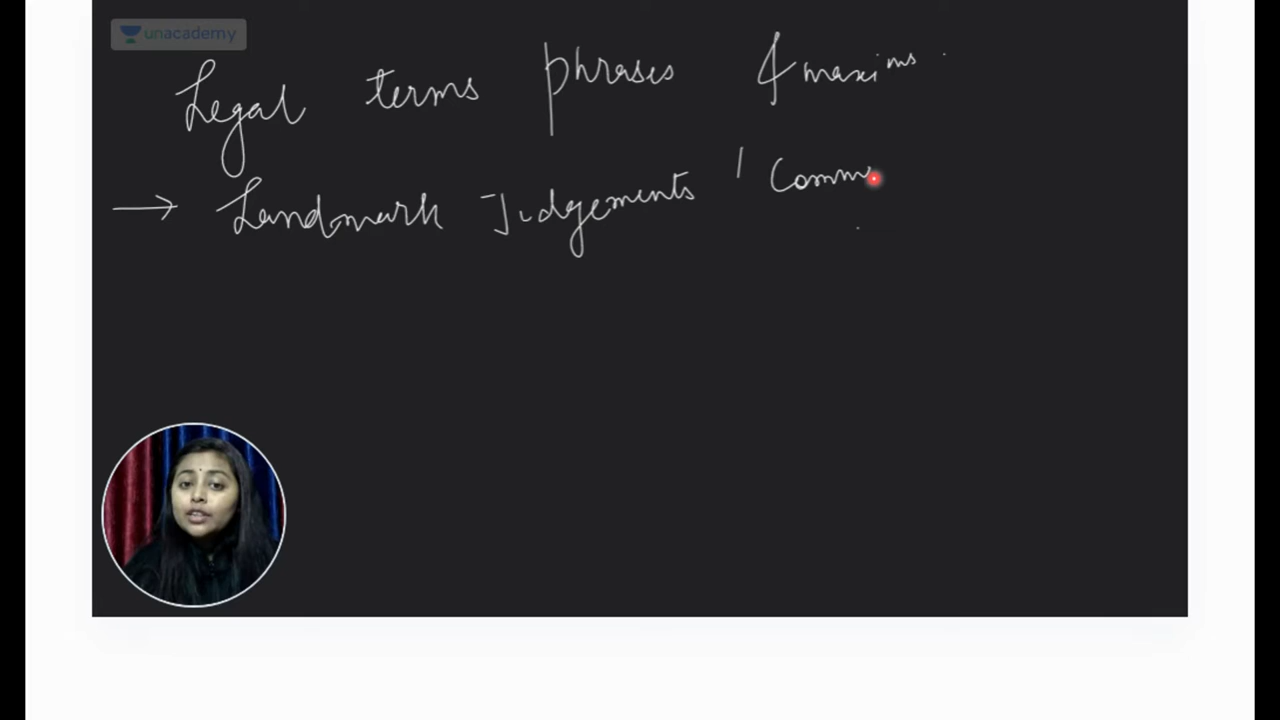 unacademy
Legal terms phrases & maxims
→ Landmark Judgements / Comm